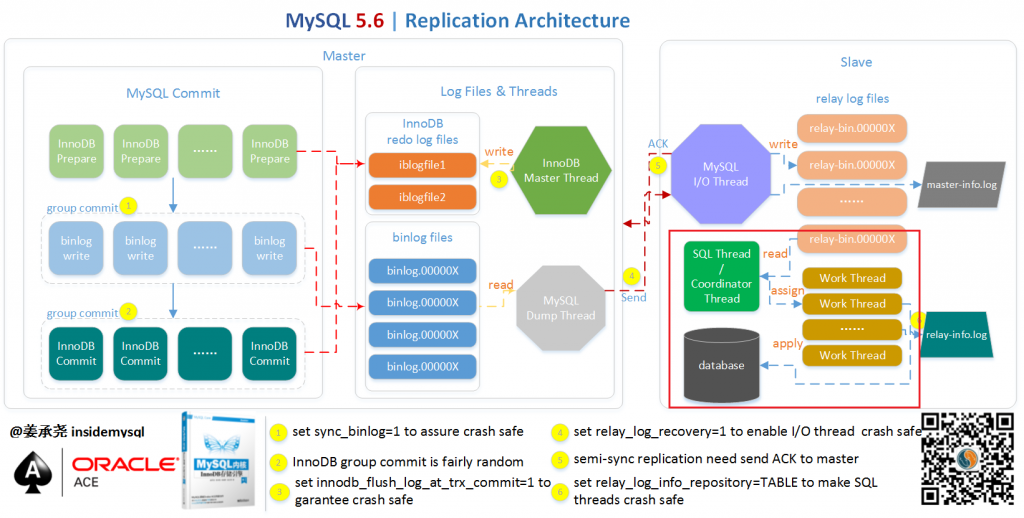 MySQL 5.6 | Replication Architecture
Master
MySQL Commit
InnoDB
Prepare
InnoDB
Prepare
······
InnoDB
Prepare
group commit 1
binlog
write
binlog
write
······
binlog
write
group commit 2
InnoDB
Commit
InnoDB
Commit
······
InnoDB
Commit
Log Files & Threads
InnoDB
redo log files
iblogfile1
iblogfile2
write
3
InnoDB
Master Thread
binlog files
binlog.00000X
binlog.00000X
binlog.00000X
binlog.00000X
read
MySQL
Dump Thread
4
Send
ACK
5
Slave
MySQL
I/O Thread
write
relay log files
relay-bin.00000X
relay-bin.00000X
······
relay-bin.00000X
master-info.log
SQL Thread
/
Coordinator
Thread
read
assign
Work Thread
Work Thread
······
Work Thread
apply
database
relay-info.log
@姜承尧 insidemysql
ORACLE
ACE
MySQL内核
InnoDB存储引擎
1 set sync_binlog=1 to assure crash safe
2 InnoDB group commit is fairly random
3 set innodb_flush_log_at_trx_commit=1 to
garantee crash safe
4 set relay_log_recovery=1 to enable I/O thread crash safe
5 semi-sync replication need send ACK to master
6 set relay_log_info_repository=TABLE to make SQL
threads crash safe